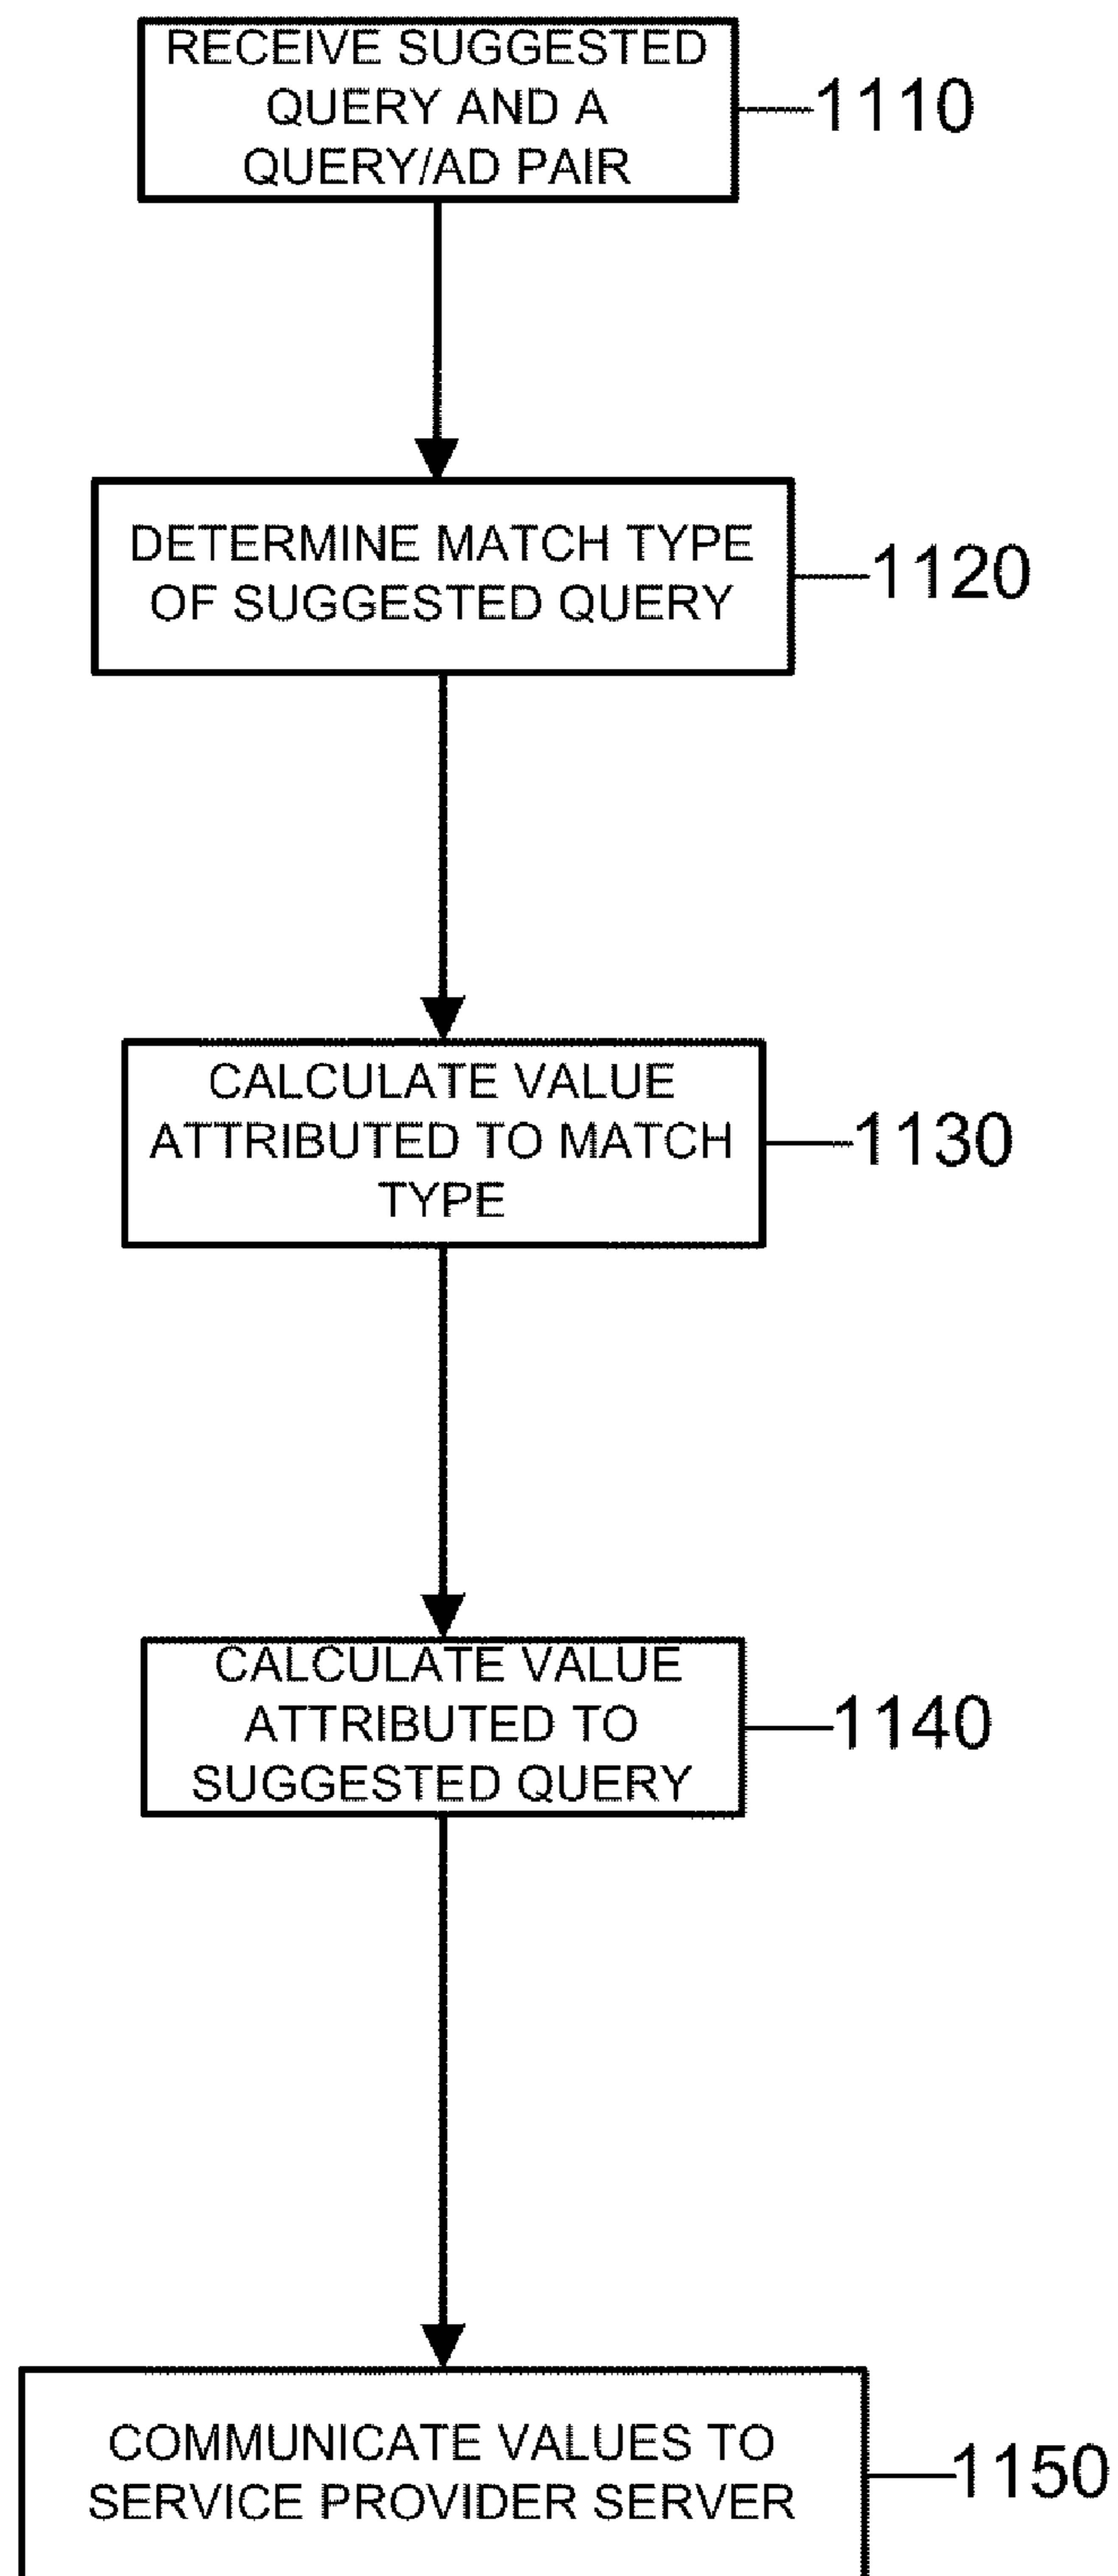 RECEIVE SUGGESTED
QUERY AND A
QUERY/AD PAIR
1110
DETERMINE MATCH TYPE
OF SUGGESTED QUERY
1120
CALCULATE VALUE
ATTRIBUTED TO MATCH
TYPE
1130
CALCULATE VALUE
ATTRIBUTED TO
SUGGESTED QUERY
1140
COMMUNICATE VALUES TO
SERVICE PROVIDER SERVER
1150